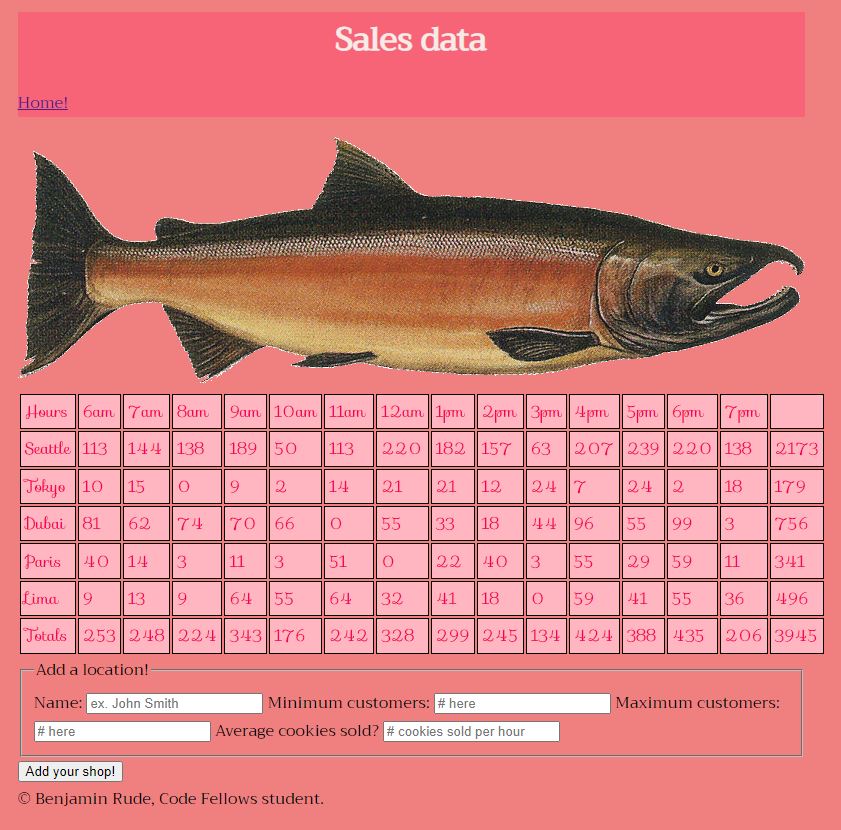 Sales data
Home!
Hours 6am 7am 8am 9am 10am 11am 12am 1pm 2pm 3pm 4pm 5pm 6pm 7pm
Seattle 113 144 138 189 50 113 220 182 157 63 207 239 220 138 2173
Tokyo 10 15 0 9 2 14 21 21 12 24 7 24 2 18 179
Dubai 81 62 74 70 66 0 55 33 18 44 96 55 99 3 756
Paris 40 14 3 11 3 51 0 22 40 3 55 29 59 11 341
Lima 9 13 9 64 55 64 32 41 18 0 59 41 55 36 496
Totals 253 248 224 343 176 242 328 299 245 134 424 388 435 206 3945
Add a location!
Name: ex. John Smith Minimum customers: # here Maximum customers:
# here Average cookies sold? # cookies sold per hour
Add your shop!
© Benjamin Rude, Code Fellows student.